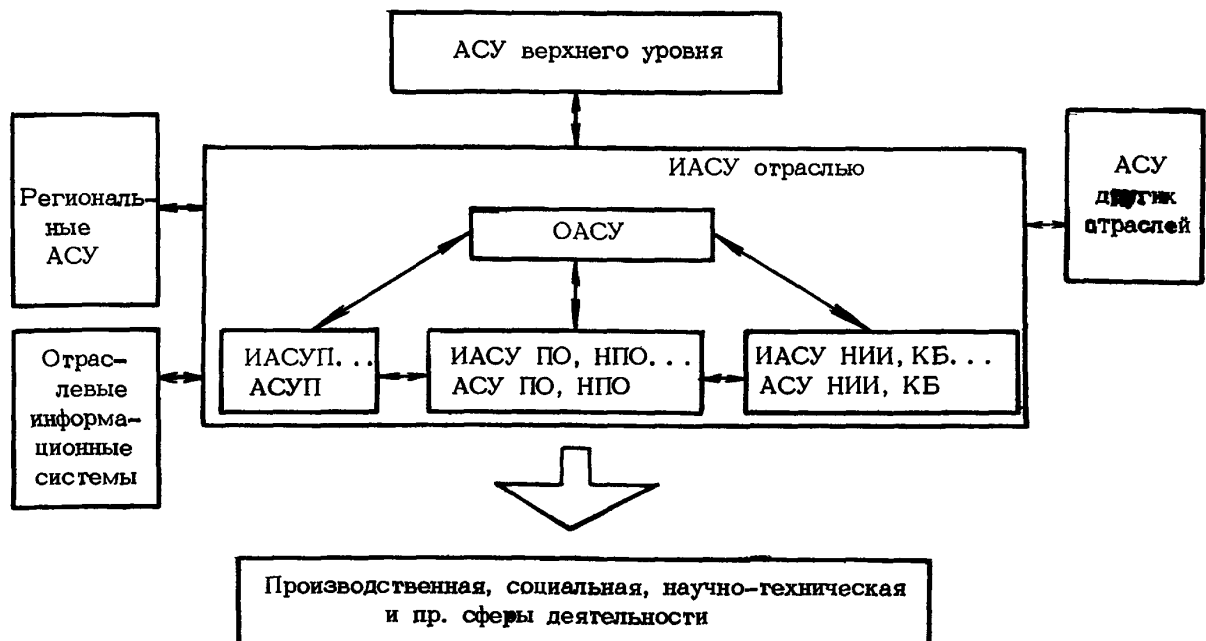 АСУ верхнего уровня
Региональ-
ные
АСУ
ИАСУ отраслью
АСУ
других
отраслей
ОАСУ
ИАСУП...
АСУП
ИАСУ ПО, НПО...
АСУ ПО, НПО
ИАСУ НИИ, КБ...
АСУ НИИ, КБ
Отрас-
левые
информа-
ционные
системы
Производственная, социальная, научно-техническая
и пр. сферы деятельности